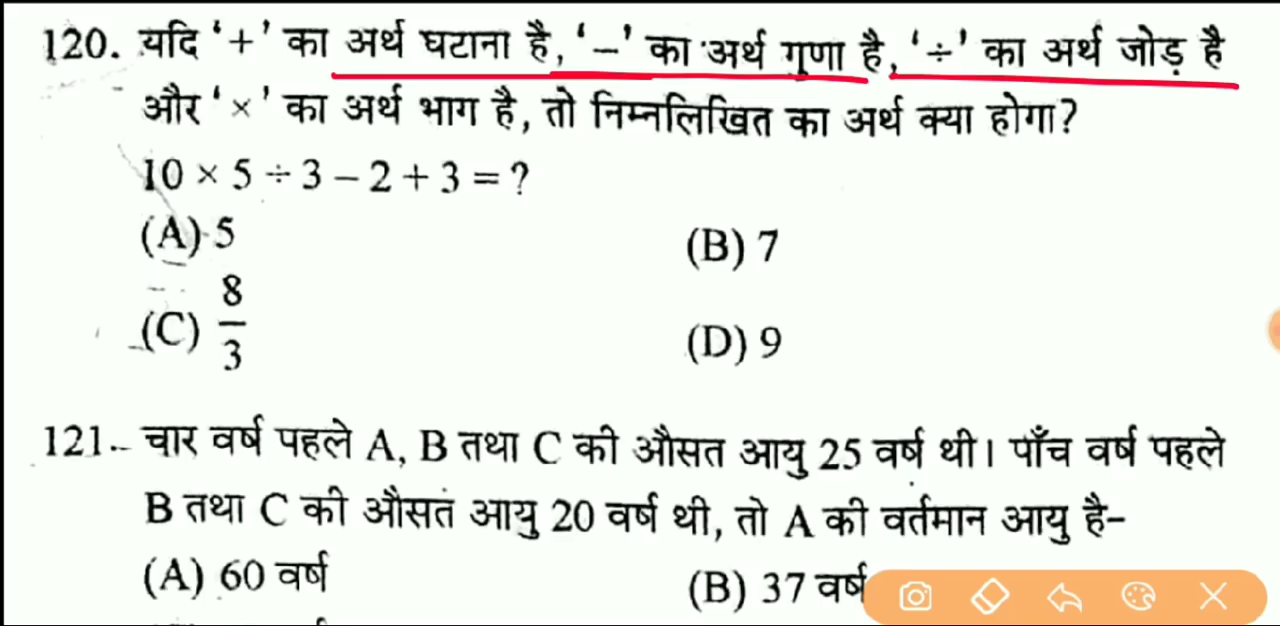 120. यदि ‘+’ का अर्थ घटाना है, ‘−’ का अर्थ गुणा है, ‘÷’ का अर्थ जोड़ है
और ‘×’ का अर्थ भाग है, तो निम्नलिखित का अर्थ क्या होगा?
10 × 5 ÷ 3 − 2 + 3 = ?
(A) 5 (B) 7
(C) 8/3 (D) 9
121. चार वर्ष पहले A, B तथा C की औसत आयु 25 वर्ष थी। पाँच वर्ष पहले
B तथा C की औसत आयु 20 वर्ष थी, तो A की वर्तमान आयु है–
(A) 60 वर्ष (B) 37 वर्ष